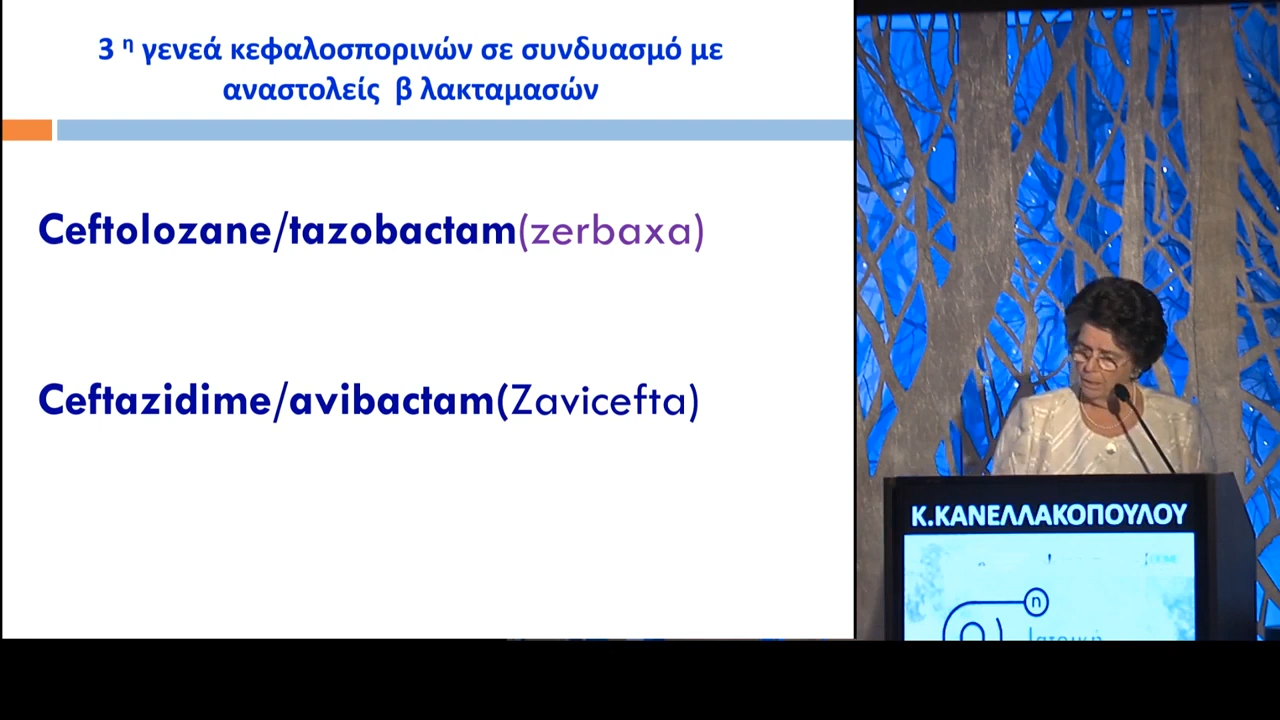 3 η γενεά κεφαλοσπορινών σε συνδυασμό με
αναστολείς β λακταμασών
Ceftolozane/tazobactam(zerbaxa)
Ceftazidime/avibactam(Zavicefta)
Κ.ΚΑΝΕΛΛΑΚΟΠΟΥΛΟΥ
η